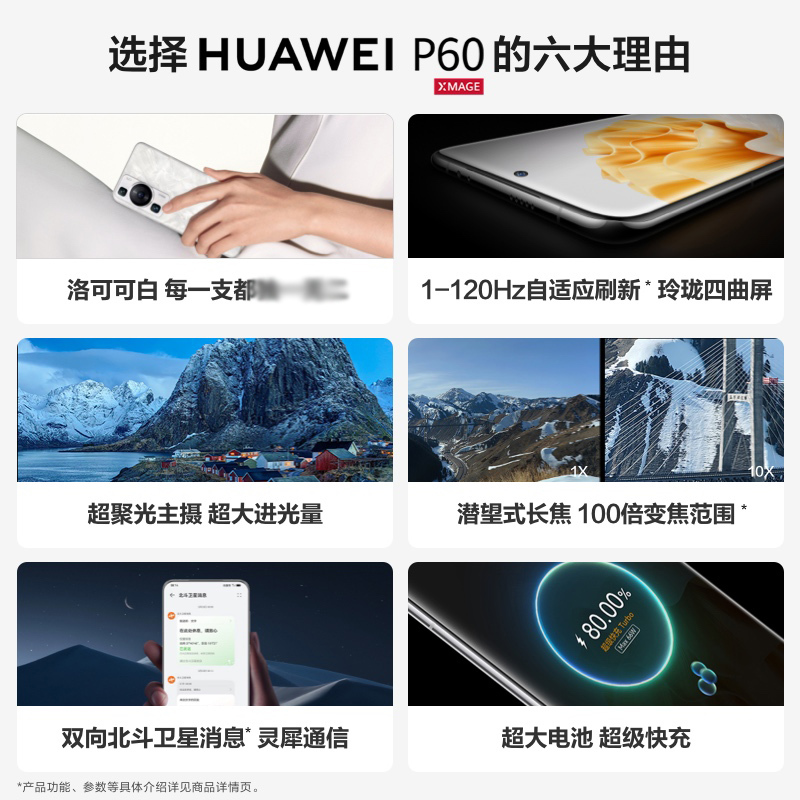 选择 HUAWEI P60 的六大理由
XMAGE
洛可可白 每一支都
1-120Hz自适应刷新* 玲珑四曲屏
超聚光主摄 超大进光量
1X
10X
潜望式长焦 100倍变焦范围*
北斗卫星消息
80.00%
超级快充 Turbo
双向北斗卫星消息* 灵犀通信
超大电池 超级快充
*产品功能、参数等具体介绍详见商品详情页。